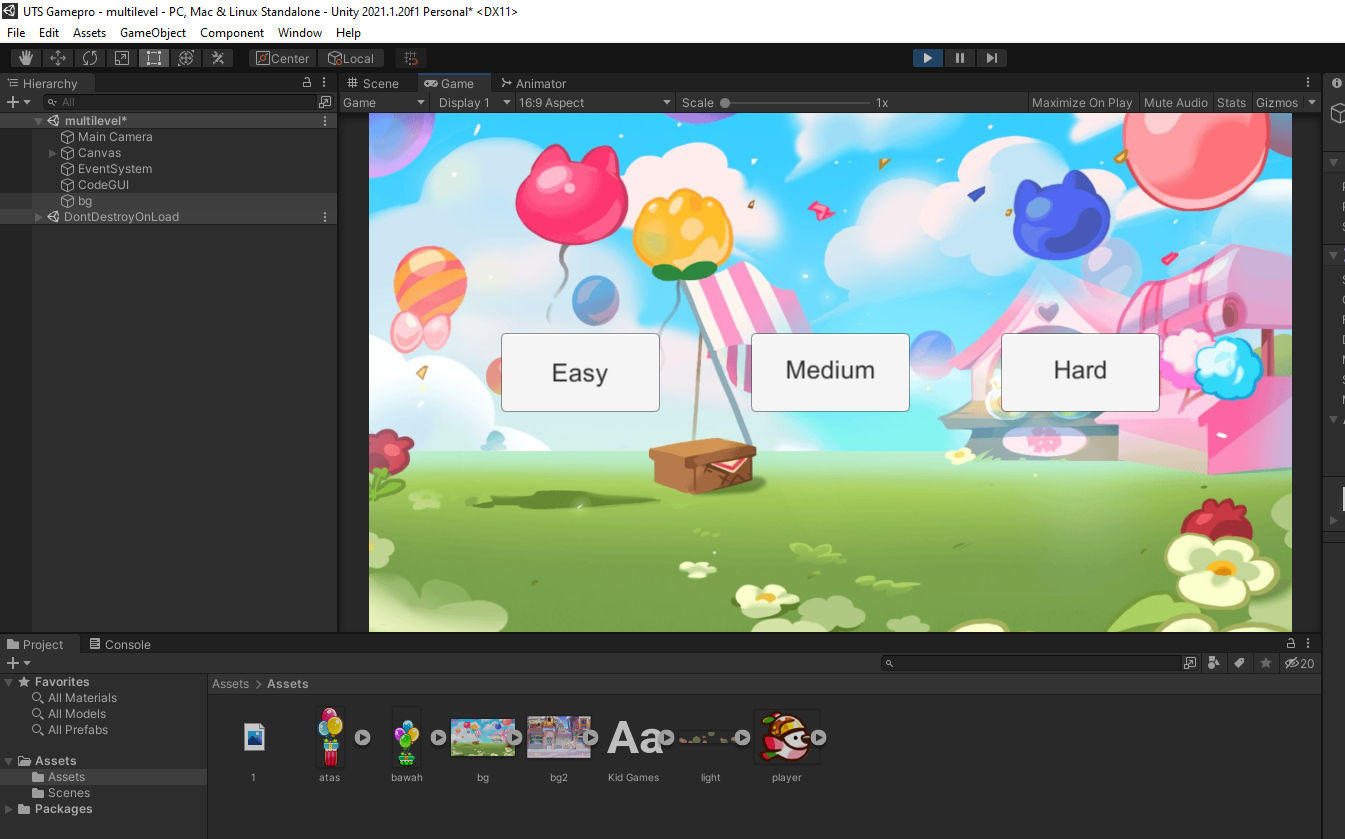 UTS Gamepro - multilevel - PC, Mac & Linux Standalone - Unity 2021.1.20f1 Personal* <DX11>
File Edit Assets GameObject Component Window Help
Center Local
Hierarchy
All
multilevel*
Main Camera
Canvas
EventSystem
CodeGUI
bg
DontDestroyOnLoad
Scene Game Animator
Game Display 1 16:9 Aspect Scale 1x Maximize On Play Mute Audio Stats Gizmos
Easy
Medium
Hard
Project Console
20
Favorites
All Materials
All Models
All Prefabs
Assets
Assets
Scenes
Packages
Assets > Assets
Aa
1 atas bawah bg bg2 Kid Games light player